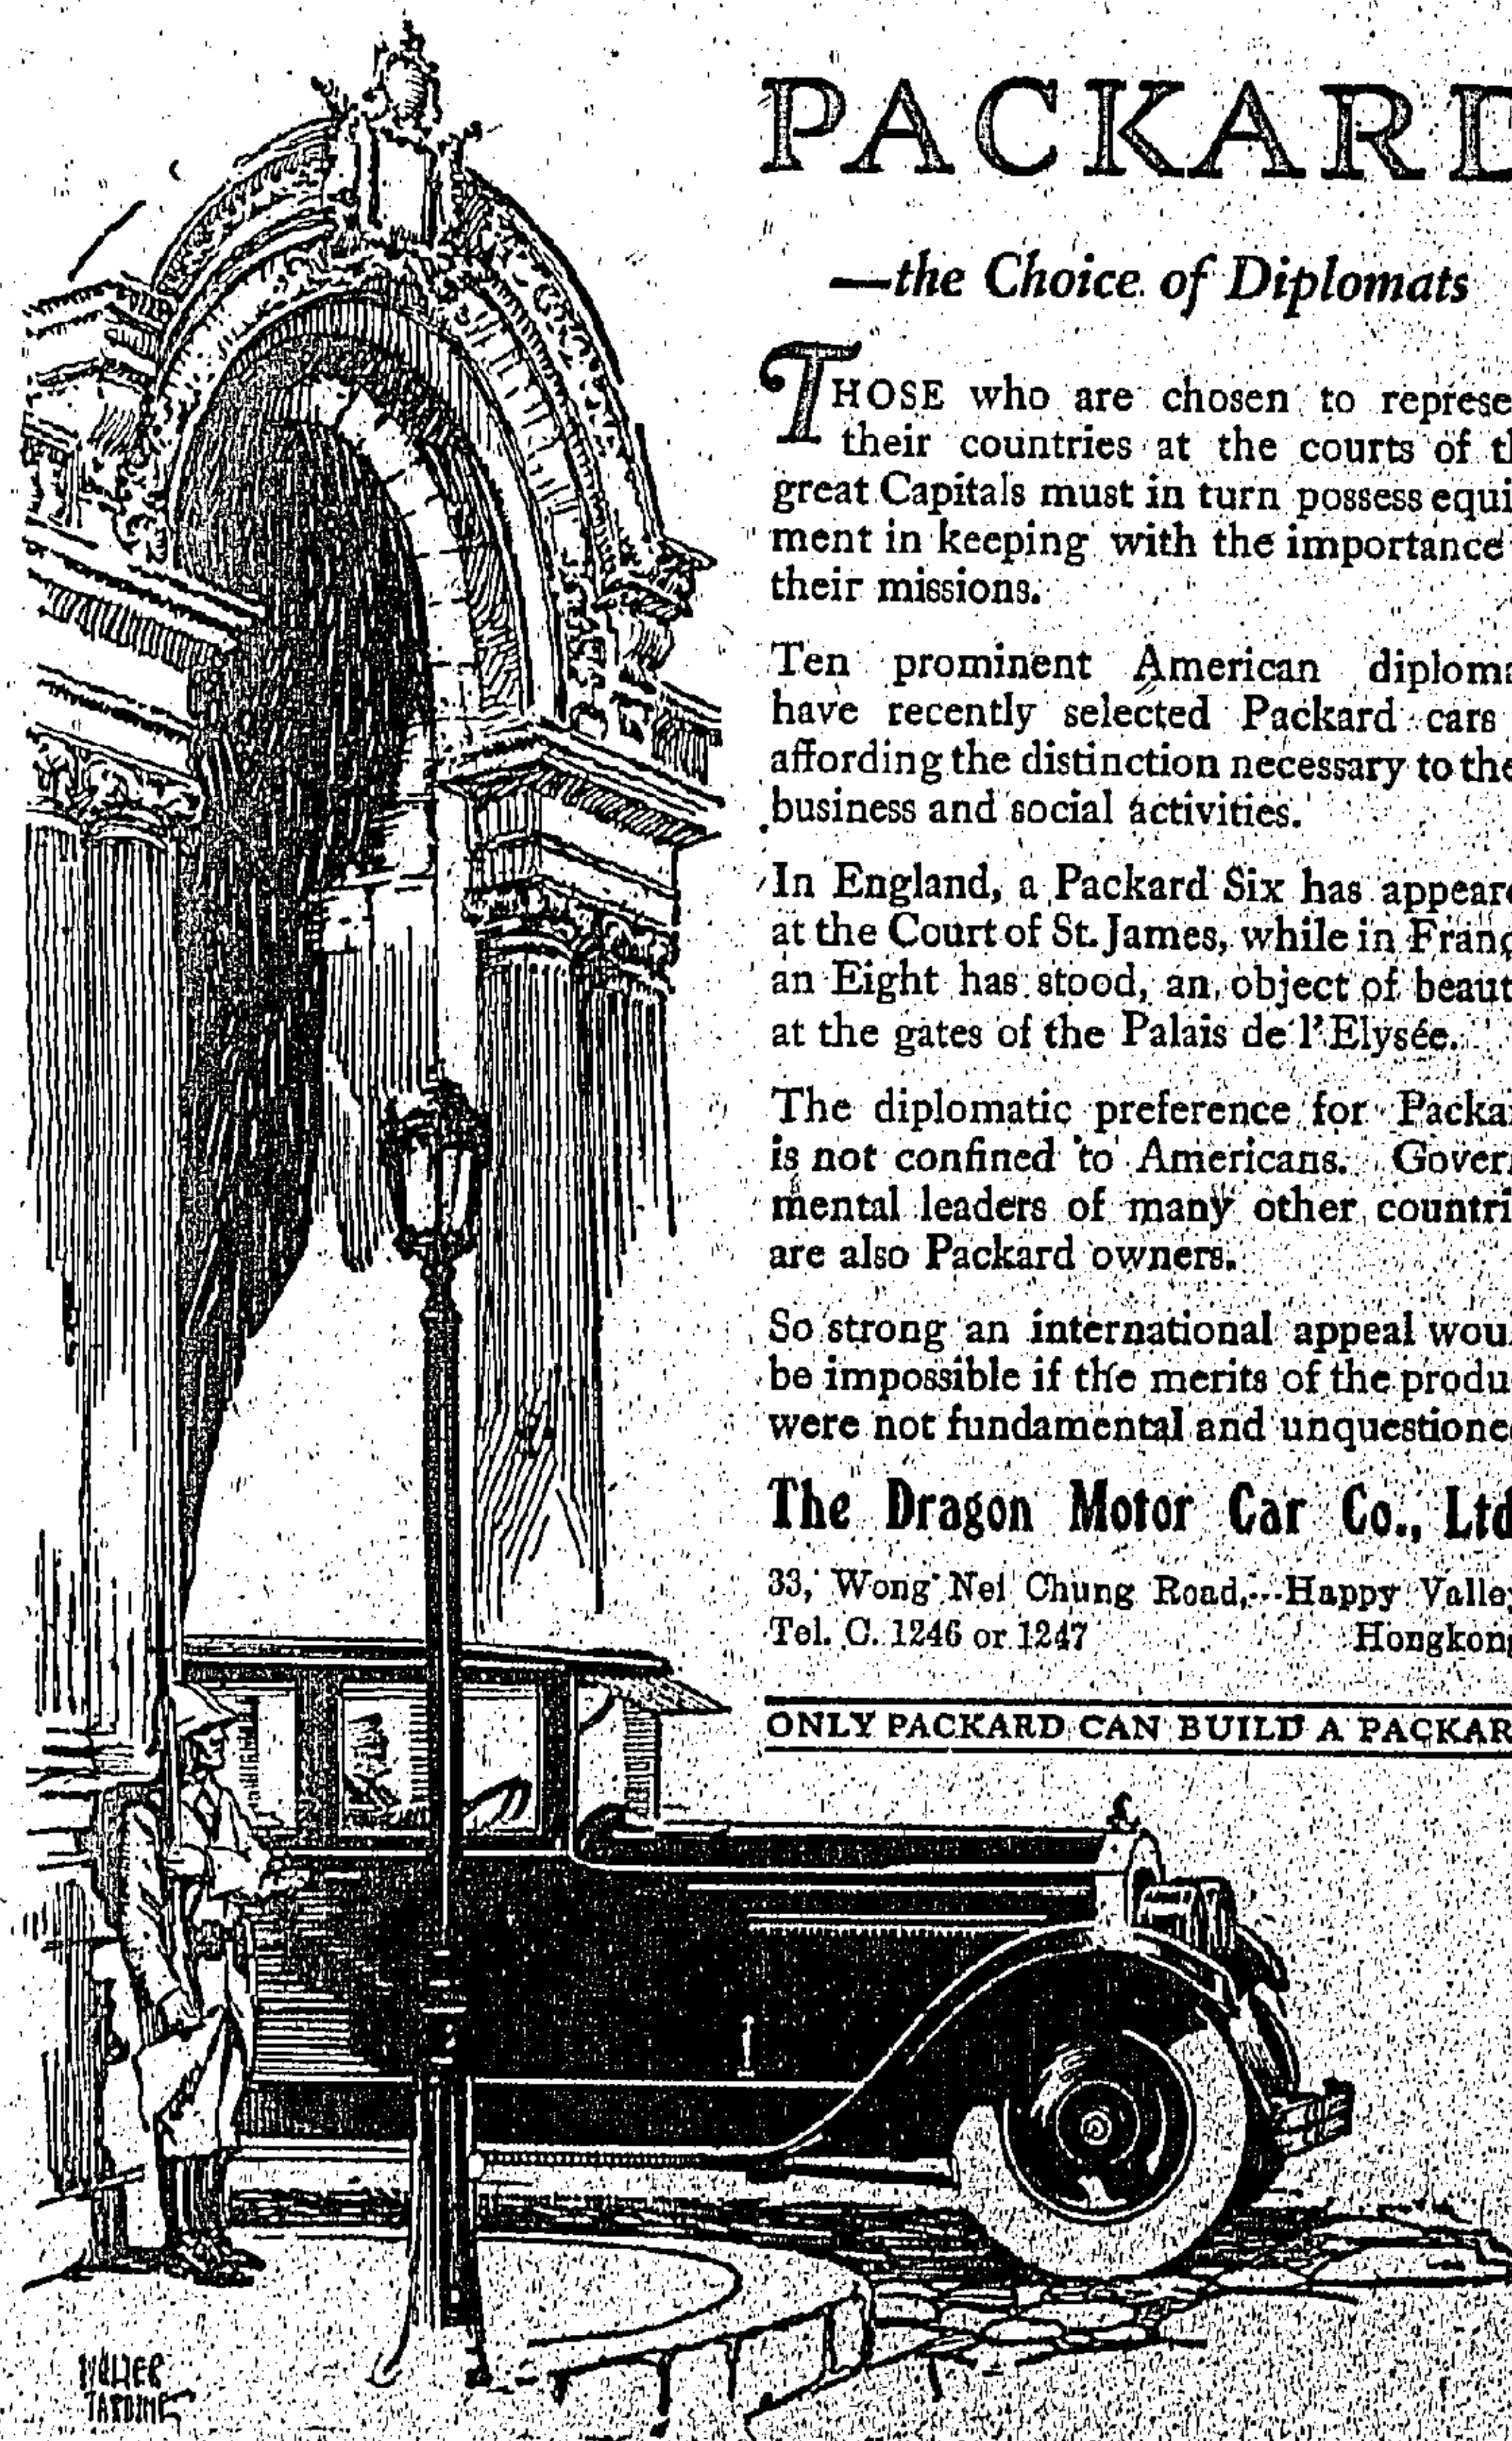 PACKARD
—the Choice of Diplomats
THOSE who are chosen to represe
their countries at the courts of th
great Capitals must in turn possess equi
ment in keeping with the importance
their missions.
Ten prominent American diploma
have recently selected Packard cars
affording the distinction necessary to the
business and social activities.
In England, a Packard Six has appeare
at the Court of St. James, while in Franc
an Eight has stood, an object of beaut
at the gates of the Palais de l'Elysée.
The diplomatic preference for Packar
is not confined to Americans. Govern
mental leaders of many other countri
are also Packard owners.
So strong an international appeal wou
be impossible if the merits of the produ
were not fundamental and unquestione
The Dragon Motor Car Co., Ltd
33, Wong Nei Chung Road,...Happy Valley
Tel. C. 1246 or 1247 Hongkong
ONLY PACKARD CAN BUILD A PACKAR
JARDINE